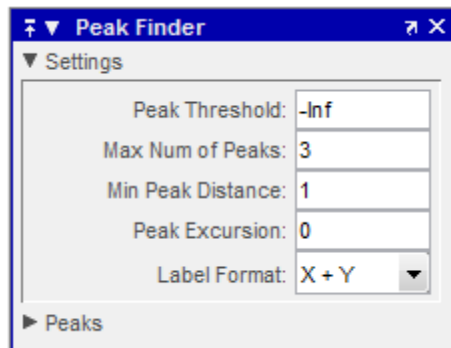 Peak Finder
Settings
Peak Threshold: -Inf
Max Num of Peaks: 3
Min Peak Distance: 1
Peak Excursion: 0
Label Format: X + Y
Peaks